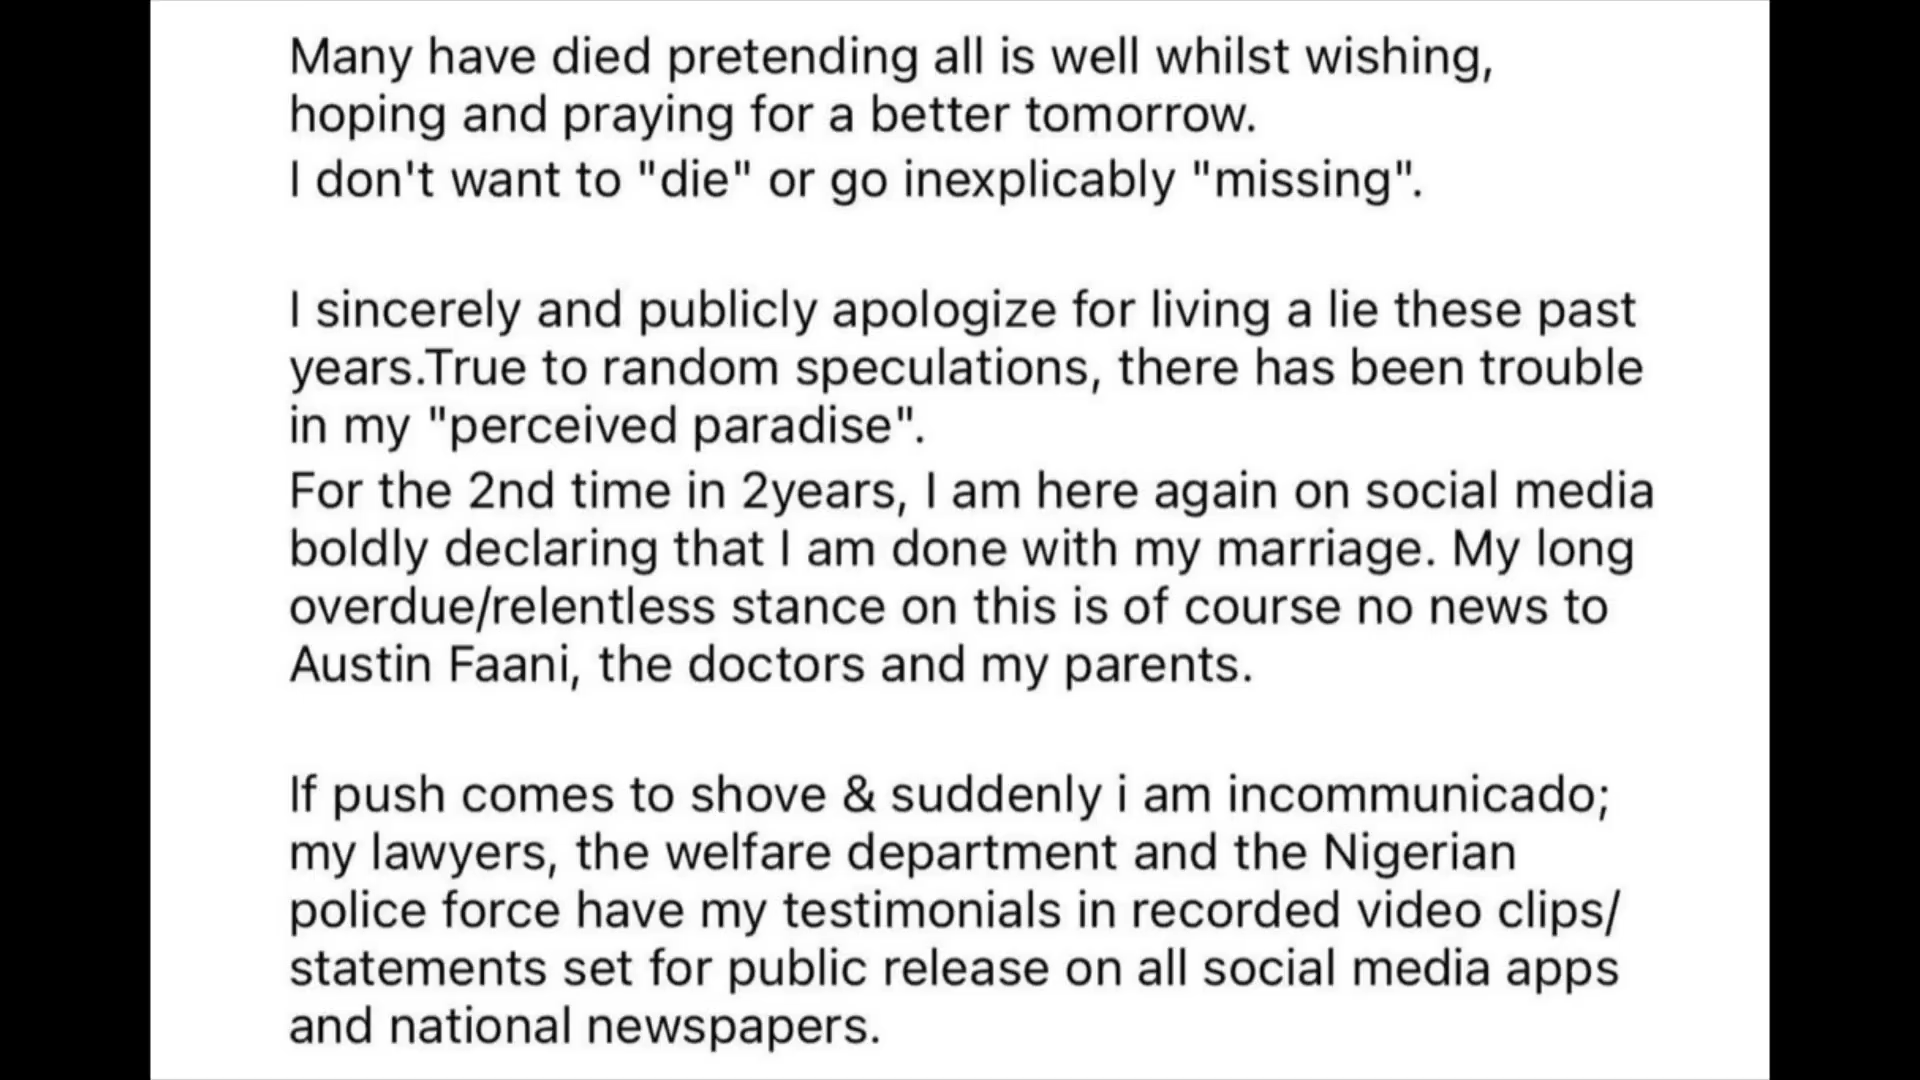 Many have died pretending all is well whilst wishing,
hoping and praying for a better tomorrow.
I don't want to "die" or go inexplicably "missing".
I sincerely and publicly apologize for living a lie these past
years.True to random speculations, there has been trouble
in my "perceived paradise".
For the 2nd time in 2years, I am here again on social media
boldly declaring that I am done with my marriage. My long
overdue/relentless stance on this is of course no news to
Austin Faani, the doctors and my parents.
If push comes to shove & suddenly i am incommunicado;
my lawyers, the welfare department and the Nigerian
police force have my testimonials in recorded video clips/
statements set for public release on all social media apps
and national newspapers.